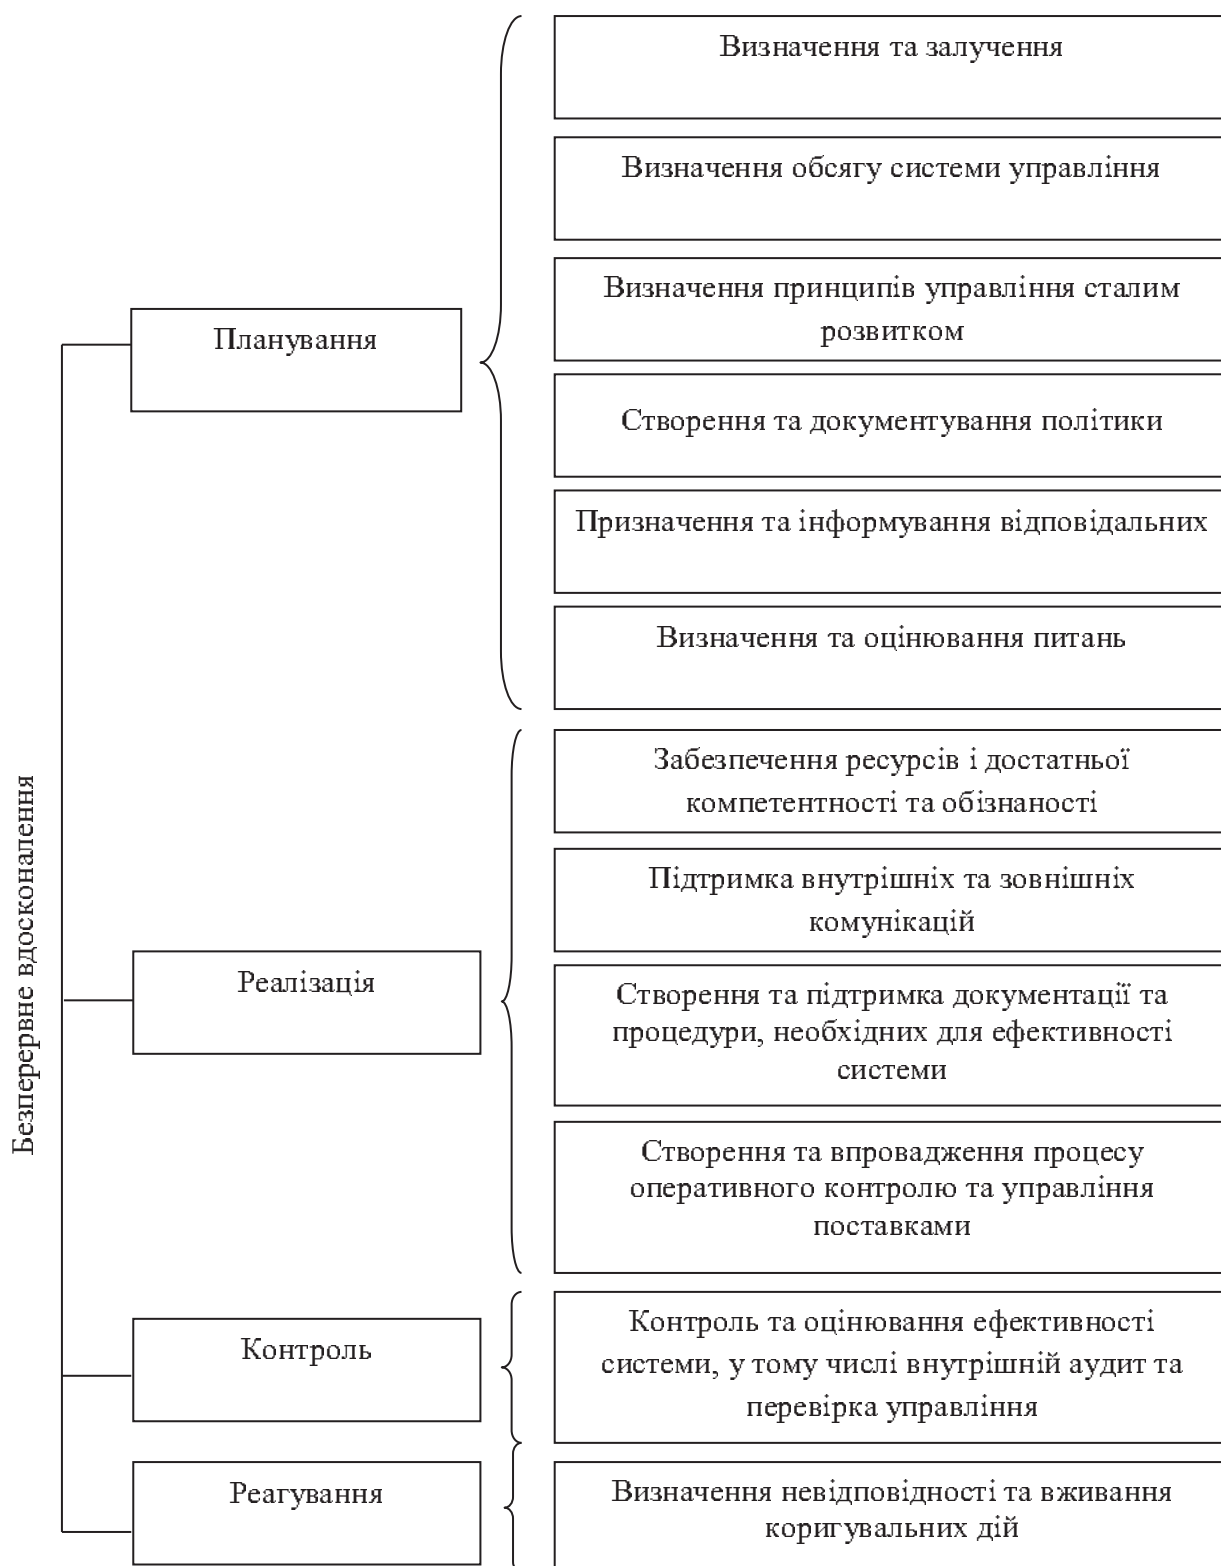 Безперервне вдосконалення
Планування
Визначення та залучення
Визначення обсягу системи управління
Визначення принципів управління сталим
розвитком
Створення та документування політики
Призначення та інформування відповідальних
Визначення та оцінювання питань
Реалізація
Забезпечення ресурсів і достатньої
компетентності та обізнаності
Підтримка внутрішніх та зовнішніх
комунікацій
Створення та підтримка документації та
процедури, необхідних для ефективності
системи
Створення та впровадження процесу
оперативного контролю та управління
поставками
Контроль
Контроль та оцінювання ефективності
системи, у тому числі внутрішній аудит та
перевірка управління
Реагування
Визначення невідповідності та вживання
коригувальних дій